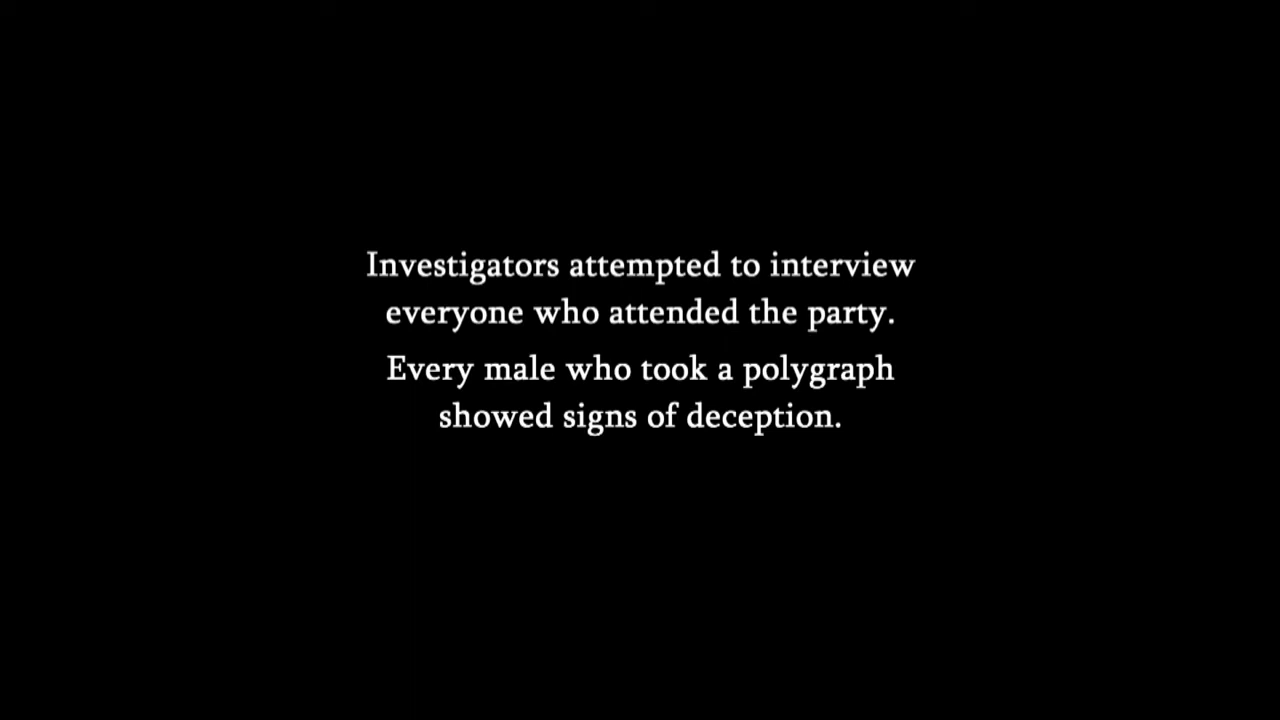 Investigators attempted to interview
everyone who attended the party.
Every male who took a polygraph
showed signs of deception.